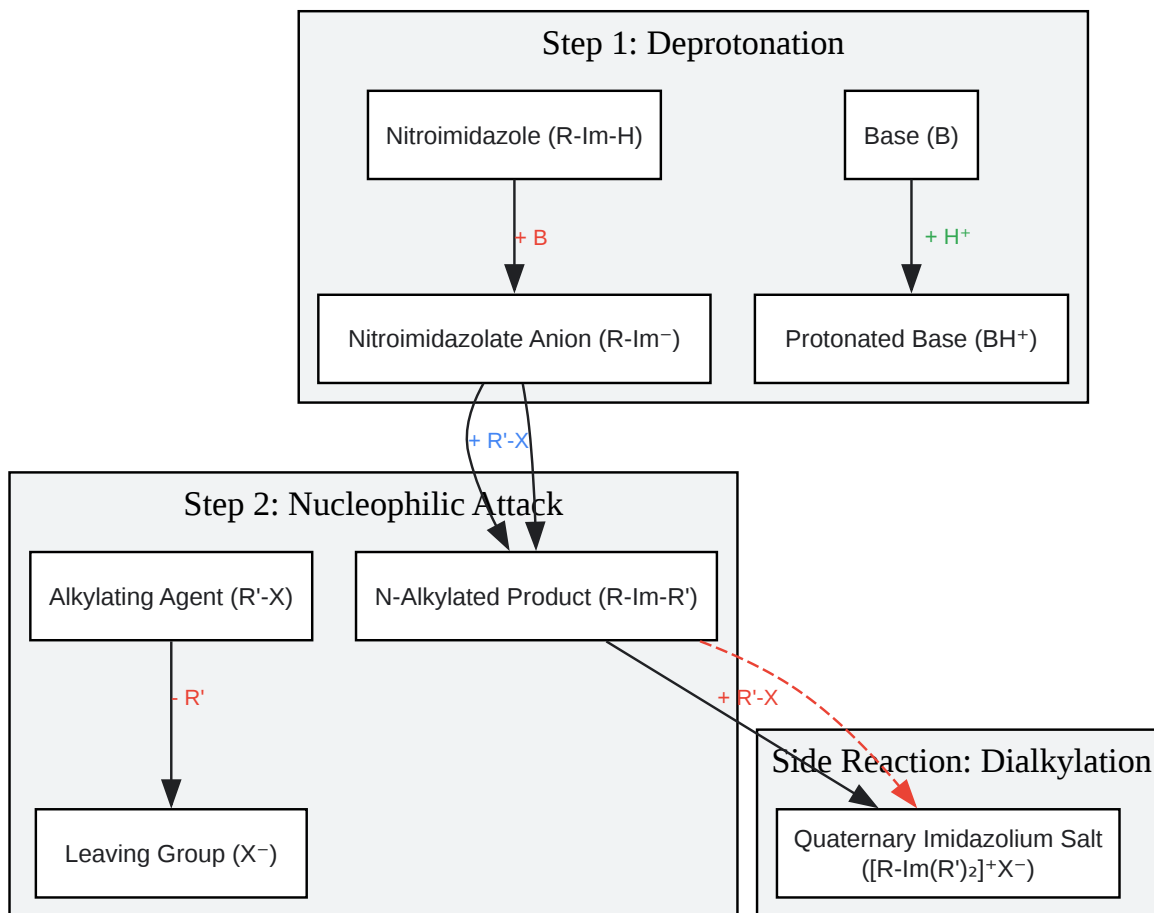 Step 1: Deprotonation
Nitroimidazole (R-Im-H)
Base (B)
+ B
+ H⁺
Nitroimidazolate Anion (R-Im⁻)
Protonated Base (BH⁺)
+ R'-X
Step 2: Nucleophilic Attack
Alkylating Agent (R'-X)
N-Alkylated Product (R-Im-R')
- R'
+ R'-X
Side Reaction: Dialkylation
Leaving Group (X⁻)
Quaternary Imidazolium Salt
([R-Im(R')₂]⁺X⁻)